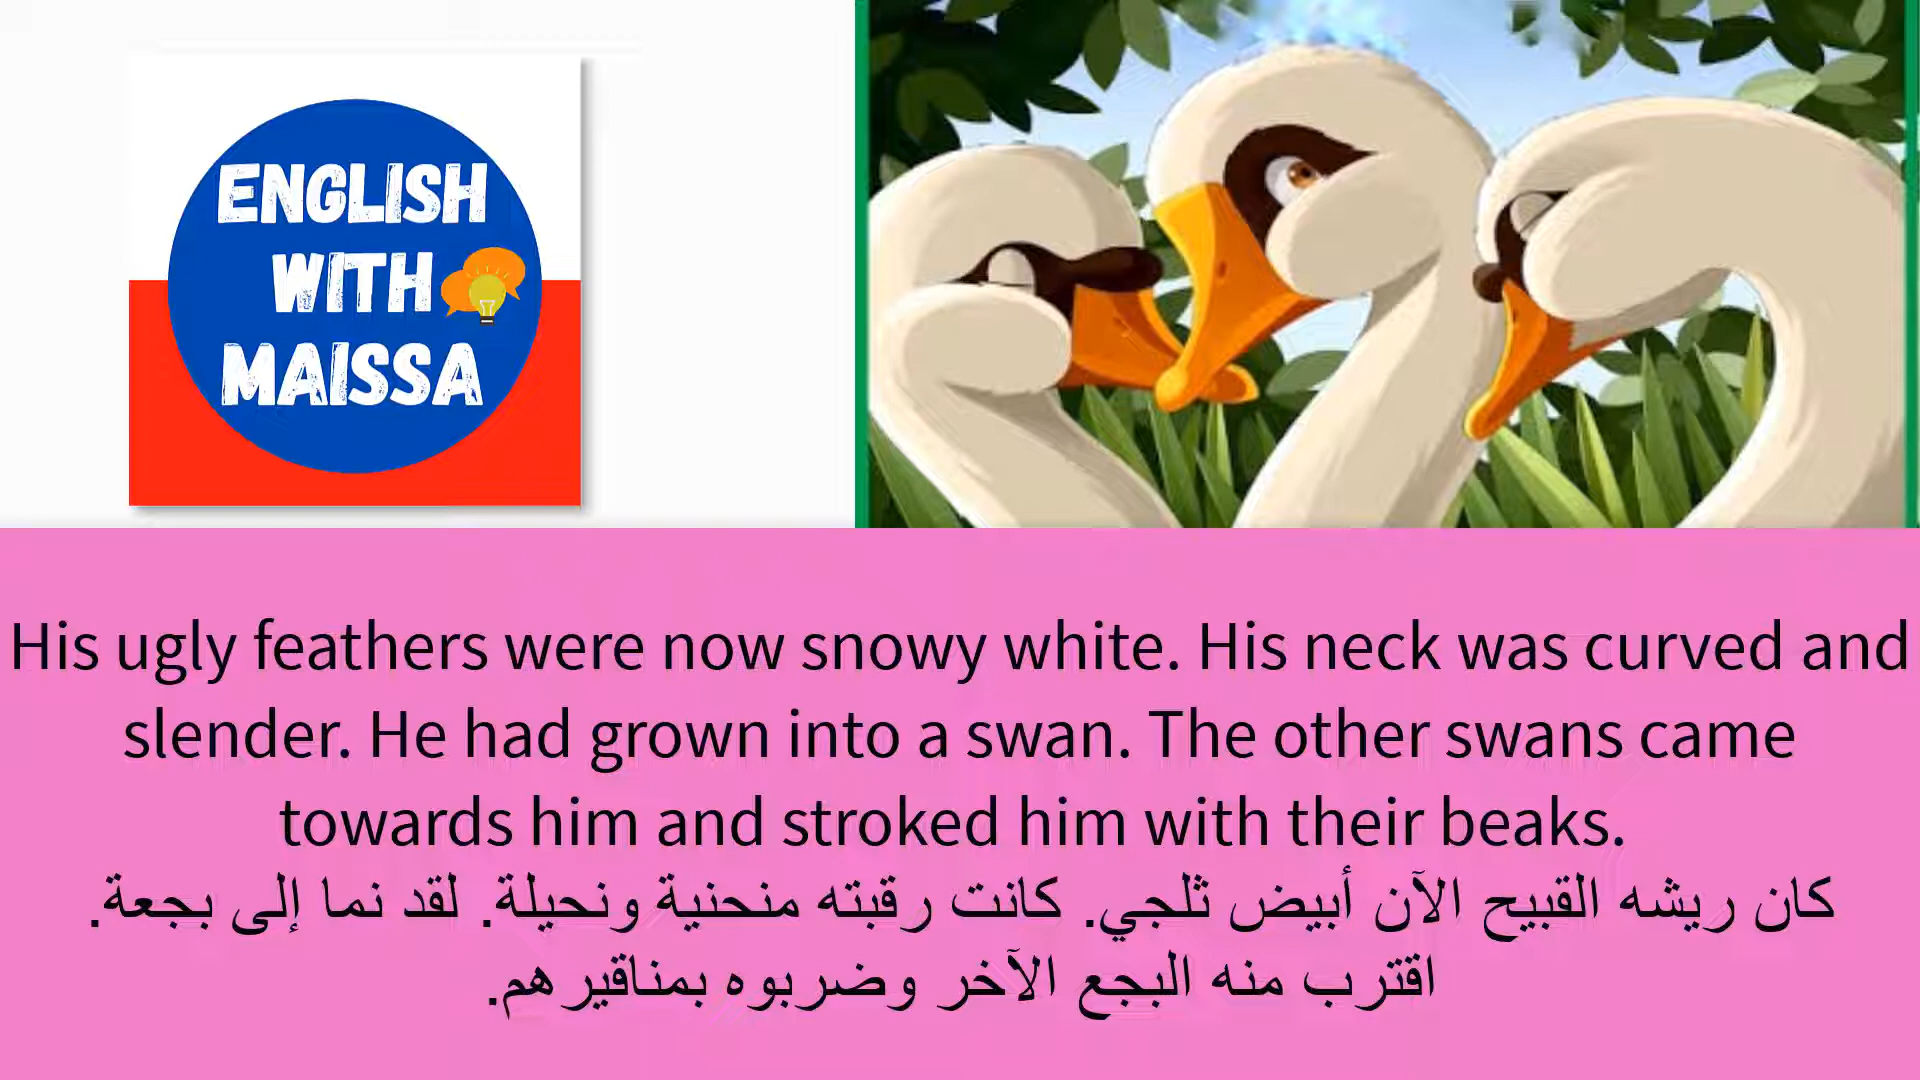 ENGLISH
WITH
MAISSA
His ugly feathers were now snowy white. His neck was curved and
slender. He had grown into a swan. The other swans came
towards him and stroked him with their beaks.
كان ريشه القبيح الآن أبيض ثلجي. كانت رقبته منحنية ونحيلة. لقد نما إلى بجعة.
اقترب منه البجع الآخر وضربوه بمناقيرهم.